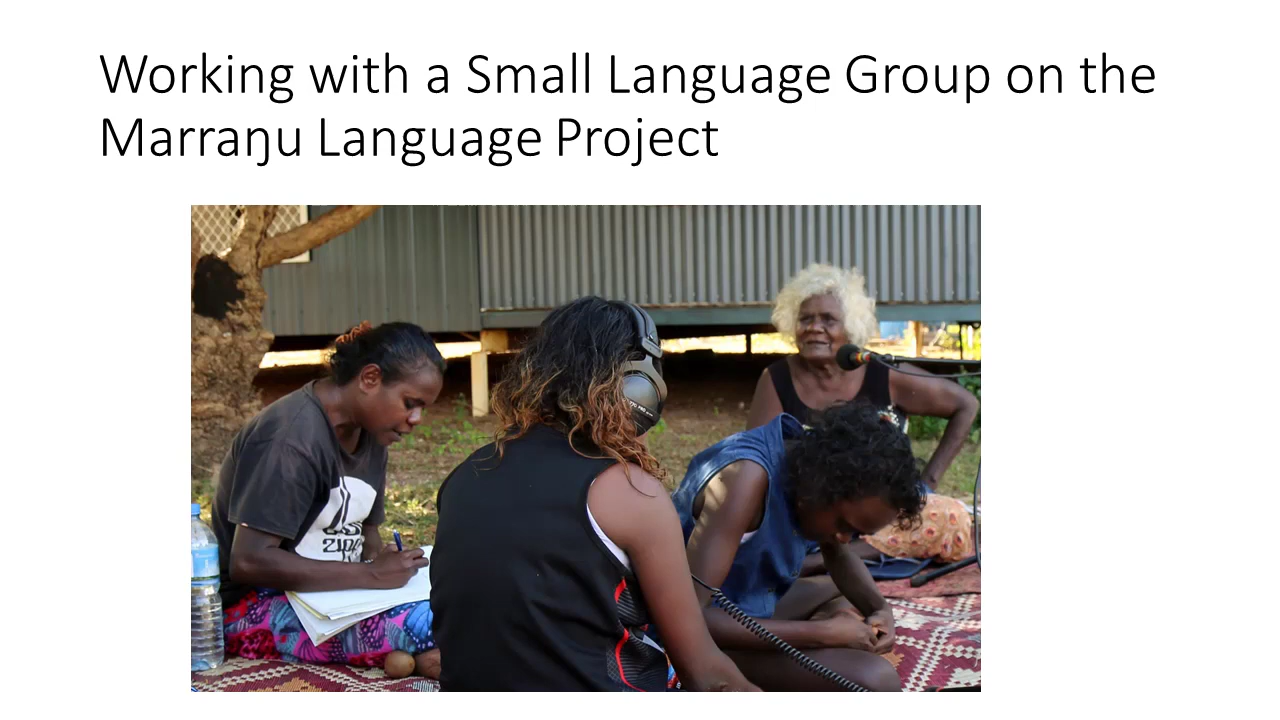 Working with a Small Language Group on the
Marraŋu Language Project